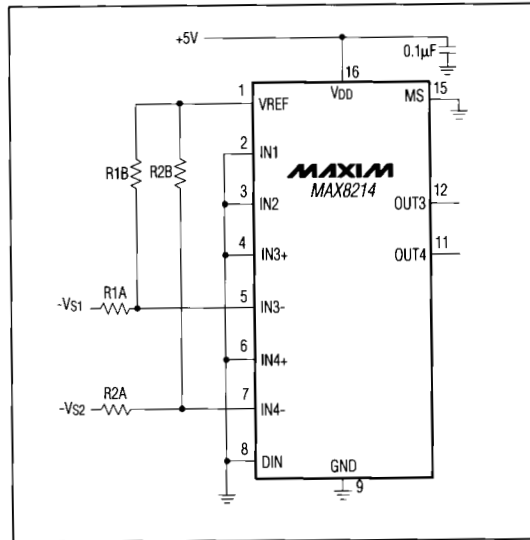 +5V
0.1µF
16
1
VREF
VDD
MS
15
2
IN1
R1B
R2B
MAXIM
MAX8214
3
IN2
OUT3
12
4
IN3+
OUT4
11
-VS1
R1A
5
IN3-
6
IN4+
-VS2
R2A
7
IN4-
8
DIN
GND
9